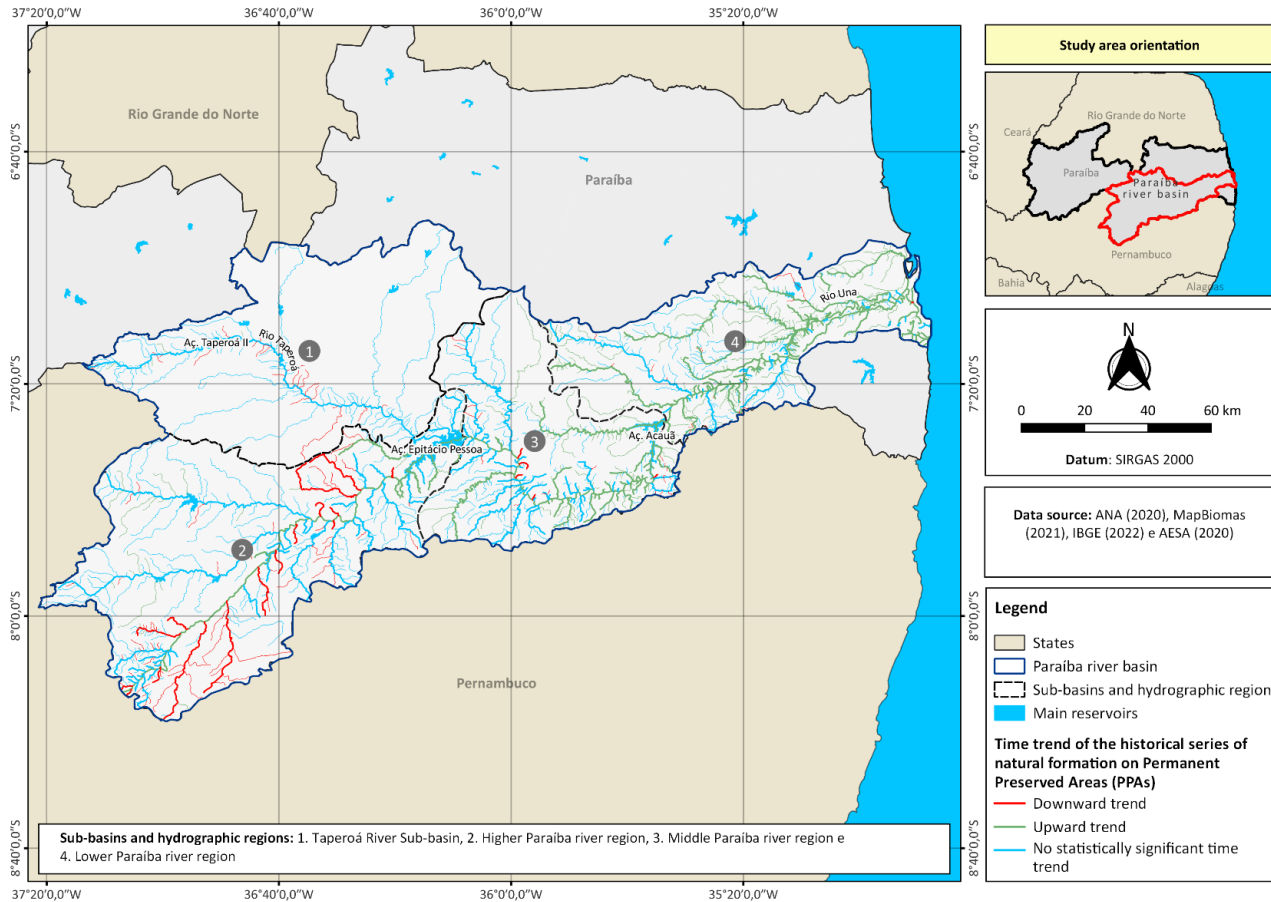 37°20'0,0"W 36°40'0,0"W 36°0'0,0"W 35°20'0,0"W
6°40'0,0"S
7°20'0,0"S
8°0'0,0"S
8°40'0,0"S
Rio Grande do Norte
Paraíba
Rio Una
Aç. Taperoá II
Rio Taperoá
1
4
Aç. Epitácio Pessoa
3
Aç. Acauã
2
Pernambuco
Sub-basins and hydrographic regions: 1. Taperoá River Sub-basin, 2. Higher Paraíba river region, 3. Middle Paraíba river region e
4. Lower Paraíba river region
6°40'0,0"S
7°20'0,0"S
8°0'0,0"S
8°40'0,0"S
37°20'0,0"W 36°40'0,0"W 36°0'0,0"W 35°20'0,0"W
Study area orientation
Rio Grande do Norte
Ceará
Paraíba
Paraíba
river basin
Pernambuco
Bahia
Alagoas
N
0 20 40 60 km
Datum: SIRGAS 2000
Data source: ANA (2020), MapBiomas
(2021), IBGE (2022) e AESA (2020)
Legend
States
Paraíba river basin
Sub-basins and hydrographic region
Main reservoirs
Time trend of the historical series of
natural formation on Permanent
Preserved Areas (PPAs)
Downward trend
Upward trend
No statistically significant time
trend